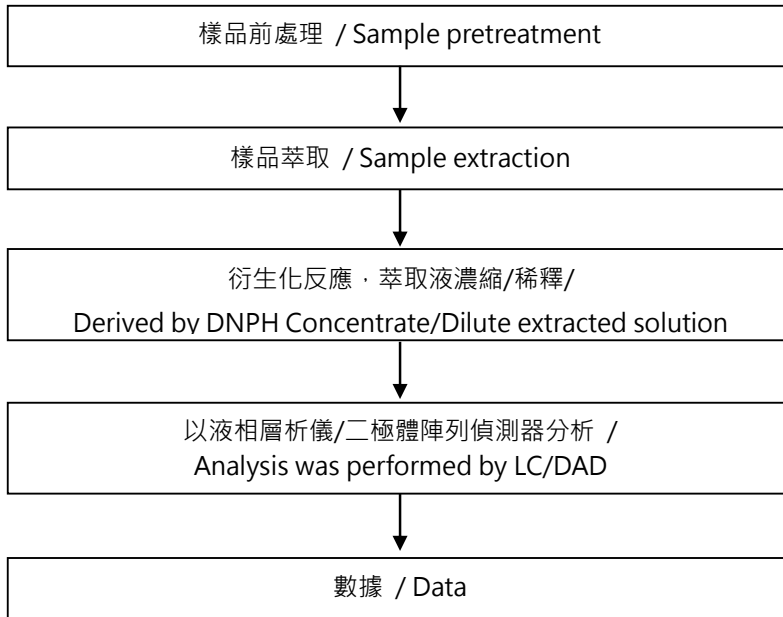 樣品前處理 / Sample pretreatment
樣品萃取 / Sample extraction
衍生化反應，萃取液濃縮/稀釋/
Derived by DNPH Concentrate/Dilute extracted solution
以液相層析儀/二極體陣列偵測器分析 /
Analysis was performed by LC/DAD
數據 / Data